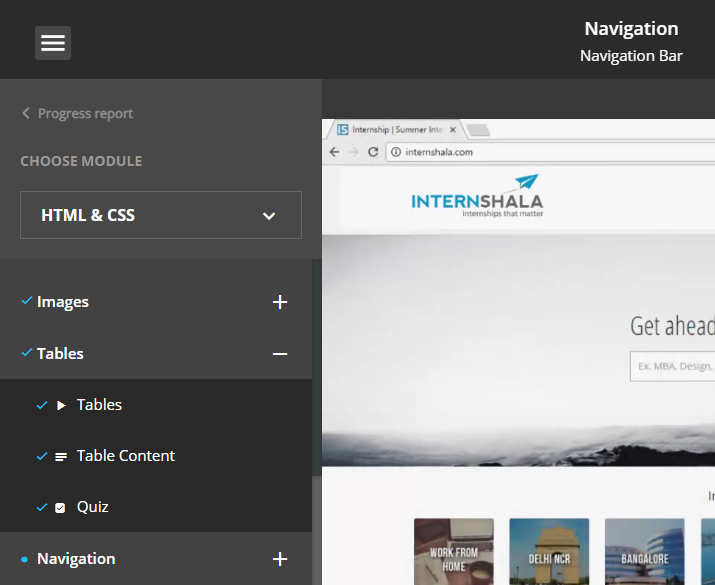 Navigation
Navigation Bar
Progress report
CHOOSE MODULE
HTML & CSS
Images
Tables
Tables
Table Content
Quiz
Navigation
IS Internship | Summer Inte
internshala.com
INTERNSHALA
internships that matter
Get ahead
Ex. MBA, Design,
WORK FROM
HOME
DELHI NCR
BANGALORE